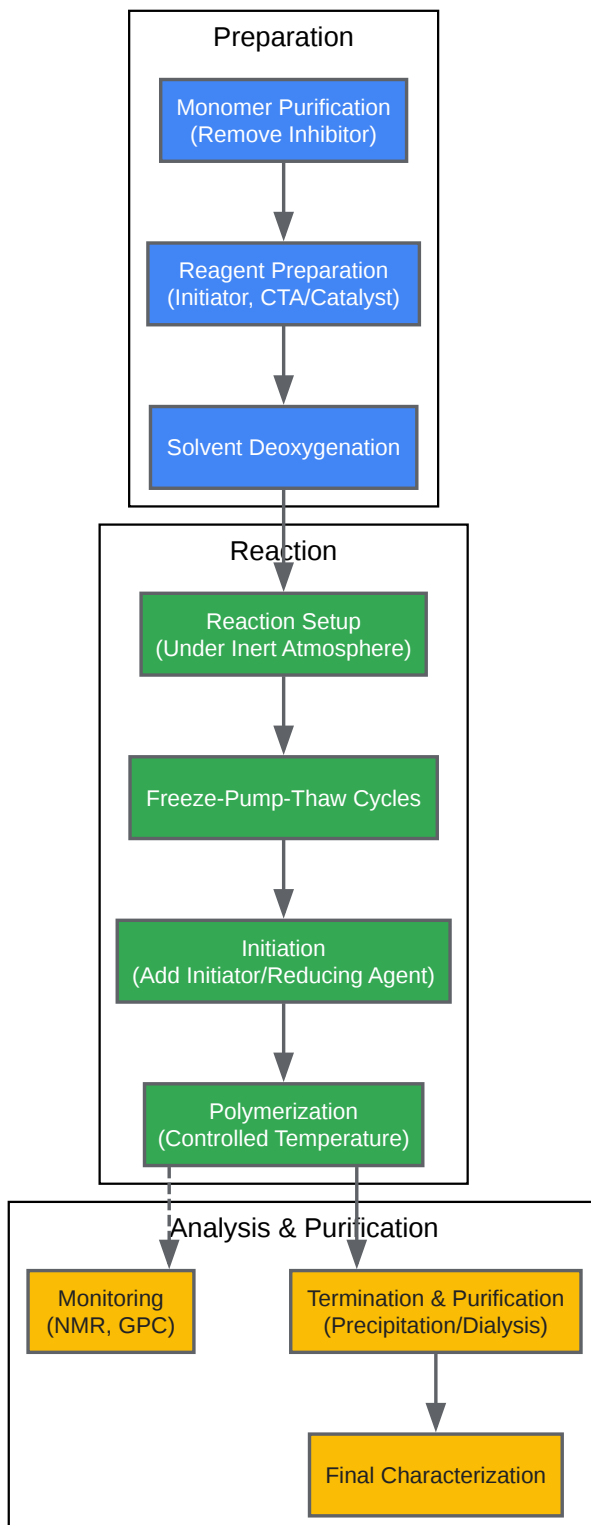 Preparation
Monomer Purification
(Remove Inhibitor)
Reagent Preparation
(Initiator, CTA/Catalyst)
Solvent Deoxygenation
Reaction
Reaction Setup
(Under Inert Atmosphere)
Freeze-Pump-Thaw Cycles
Initiation
(Add Initiator/Reducing Agent)
Polymerization
(Controlled Temperature)
Analysis & Purification
Monitoring
(NMR, GPC)
Termination & Purification
(Precipitation/Dialysis)
Final Characterization